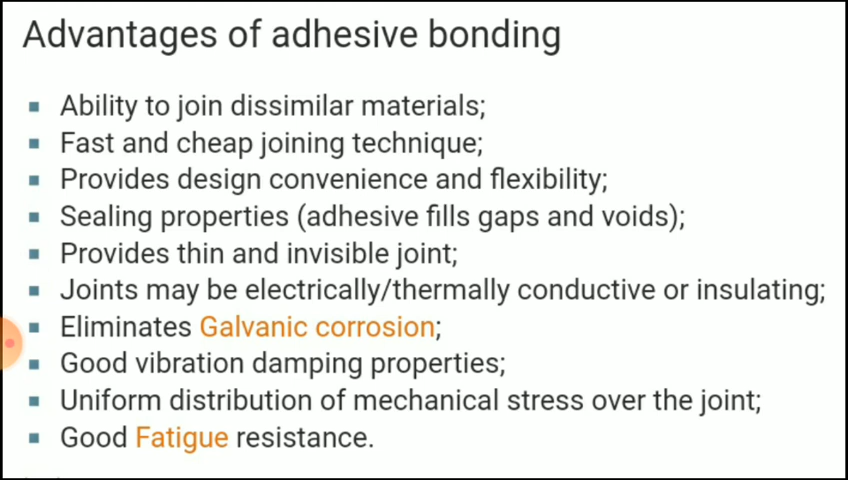 Advantages of adhesive bonding
Ability to join dissimilar materials;
Fast and cheap joining technique;
Provides design convenience and flexibility;
Sealing properties (adhesive fills gaps and voids);
Provides thin and invisible joint;
Joints may be electrically/thermally conductive or insulating;
Eliminates Galvanic corrosion;
Good vibration damping properties;
Uniform distribution of mechanical stress over the joint;
Good Fatigue resistance.